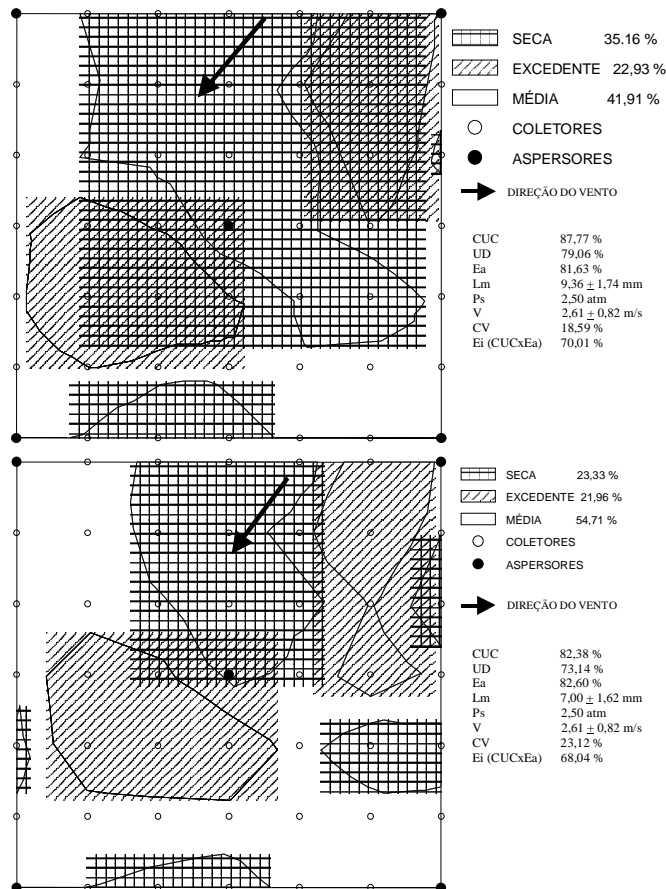 SECA 35.16 %
EXCEDENTE 22,93 %
MÉDIA 41,91 %
COLETORES
ASPERSORES
DIREÇÃO DO VENTO
CUC 87,77 %
UD 79,06 %
Ea 81,63 %
Lm 9,36 ± 1,74 mm
Ps 2,50 atm
V 2,61 ± 0,82 m/s
CV 18,59 %
Ei (CUCxEa) 70,01 %
SECA 23,33 %
EXCEDENTE 21,96 %
MÉDIA 54,71 %
COLETORES
ASPERSORES
DIREÇÃO DO VENTO
CUC 82,38 %
UD 73,14 %
Ea 82,60 %
Lm 7,00 ± 1,62 mm
Ps 2,50 atm
V 2,61 ± 0,82 m/s
CV 23,12 %
Ei (CUCxEa) 68,04 %